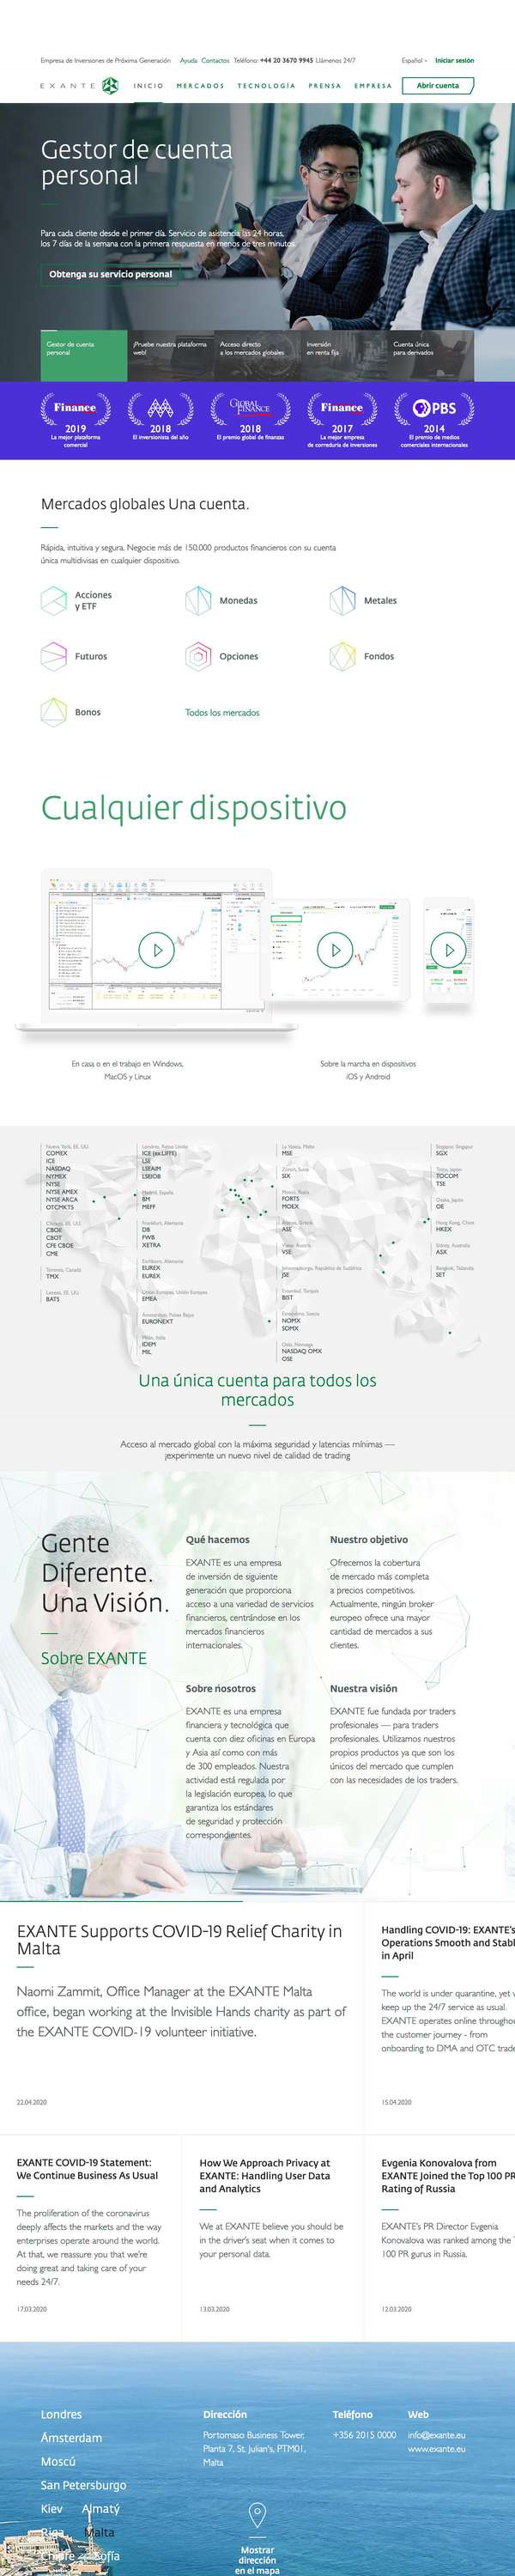 Empresa de Inversiones de Próxima Generación Ayuda Contactos Teléfono: +44 20 3670 9945 Llámenos 24/7 Español Iniciar sesión
EXANTE INICIO MERCADOS TECNOLOGÍA PRENSA EMPRESA Abrir cuenta
Gestor de cuenta
personal
Para cada cliente desde el primer día. Servicio de asistencia las 24 horas,
los 7 días de la semana con la primera respuesta en menos de tres minutos.
Obtenga su servicio personal
Gestor de cuenta
personal
¡Pruebe nuestra plataforma
web!
Acceso directo
a los mercados globales
Inversión
en renta fija
Cuenta única
para derivados
Finance
2019
La mejor plataforma
comercial
2018
El inversionista del año
GLOBAL
FINANCE
2018
El premio global de finanzas
Finance
2017
La mejor empresa
de correduría de inversiones
PBS
2014
El premio de medios
comerciales internacionales
Mercados globales Una cuenta.
Rápida, intuitiva y segura. Negocie más de 150.000 productos financieros con su cuenta
única multidivisas en cualquier dispositivo.
Acciones
y ETF
Monedas
Metales
Futuros
Opciones
Fondos
Bonos
Todos los mercados
Cualquier dispositivo
En casa o en el trabajo en Windows,
MacOS y Linux
Sobre la marcha en dispositivos
iOS y Android
Nueva York, EE. UU.
COMEX
ICE
NASDAQ
NYMEX
NYSE
NYSE AMEX
NYSE ARCA
OTCMKTS
Chicago, EE. UU.
CBOE
CBOT
CFE CBOE
CME
Toronto, Canadá
TMX
Lenexa, EE. UU.
BATS
Londres, Reino Unido
ICE (ex.LIFFE)
LSE
LSEAIM
LSEIOB
Madrid, España
BM
MEFF
Frankfurt, Alemania
DB
FWB
XETRA
Eschborn, Alemania
EUREX
EUREX
Unión Europea, Unión Europea
EMEA
Ámsterdam, Países Bajos
EURONEXT
Milán, Italia
IDEM
MIL
La Valeta, Malta
MSE
Zúrich, Suiza
SIX
Moscú, Rusia
FORTS
MOEX
Atenas, Grecia
ASE
Viena, Austria
VSE
Johannesburgo, República de Sudáfrica
JSE
Estambul, Turquía
BIST
Estocolmo, Suecia
NOMX
SOMX
Oslo, Noruega
NASDAQ OMX
OSE
Singapur, Singapur
SGX
Tokio, Japón
TOCOM
TSE
Osaka, Japón
OE
Hong Kong, China
HKEX
Sídney, Australia
ASX
Bangkok, Tailandia
SET
Una única cuenta para todos los
mercados
Acceso al mercado global con la máxima seguridad y latencias mínimas —
¡experimente un nuevo nivel de calidad de trading
Gente
Diferente.
Una Visión.
Sobre EXANTE
Qué hacemos
EXANTE es una empresa
de inversión de siguiente
generación que proporciona
acceso a una variedad de servicios
financieros, centrándose en los
mercados financieros
internacionales.
Nuestro objetivo
Ofrecemos la cobertura
de mercado más completa
a precios competitivos.
Actualmente, ningún broker
europeo ofrece una mayor
cantidad de mercados a sus
clientes.
Sobre nosotros
EXANTE es una empresa
financiera y tecnológica que
cuenta con diez oficinas en Europa
y Asia así como con más
de 300 empleados. Nuestra
actividad está regulada por
la legislación europea, lo que
garantiza los estándares
de seguridad y protección
correspondientes.
Nuestra visión
EXANTE fue fundada por traders
profesionales — para traders
profesionales. Utilizamos nuestros
propios productos ya que son los
únicos del mercado que cumplen
con las necesidades de los traders.
EXANTE Supports COVID-19 Relief Charity in
Malta
Naomi Zammit, Office Manager at the EXANTE Malta
office, began working at the Invisible Hands charity as part of
the EXANTE COVID-19 volunteer initiative.
22.04.2020
Handling COVID-19: EXANTE's
Operations Smooth and Stabl
in April
The world is under quarantine, yet
keep up the 24/7 service as usual.
EXANTE operates online throughou
the customer journey - from
onboarding to DMA and OTC trade
15.04.2020
EXANTE COVID-19 Statement:
We Continue Business As Usual
The proliferation of the coronavirus
deeply affects the markets and the way
enterprises operate around the world.
At that, we reassure you that we're
doing great and taking care of your
needs 24/7.
17.03.2020
How We Approach Privacy at
EXANTE: Handling User Data
and Analytics
We at EXANTE believe you should be
in the driver's seat when it comes to
your personal data.
13.03.2020
Evgenia Konovalova from
EXANTE Joined the Top 100 PR
Rating of Russia
EXANTE's PR Director Evgenia
Konovalova was ranked among the
100 PR gurus in Russia.
12.03.2020
Londres
Ámsterdam
Moscú
San Petersburgo
Kiev Almatý
Riga Malta
Chipre Sofía
Dirección
Portomaso Business Tower,
Planta 7, St. Julian's, PTM01,
Malta
Teléfono
+356 2015 0000
Web
info@exante.eu
www.exante.eu
Mostrar
dirección
en el mapa